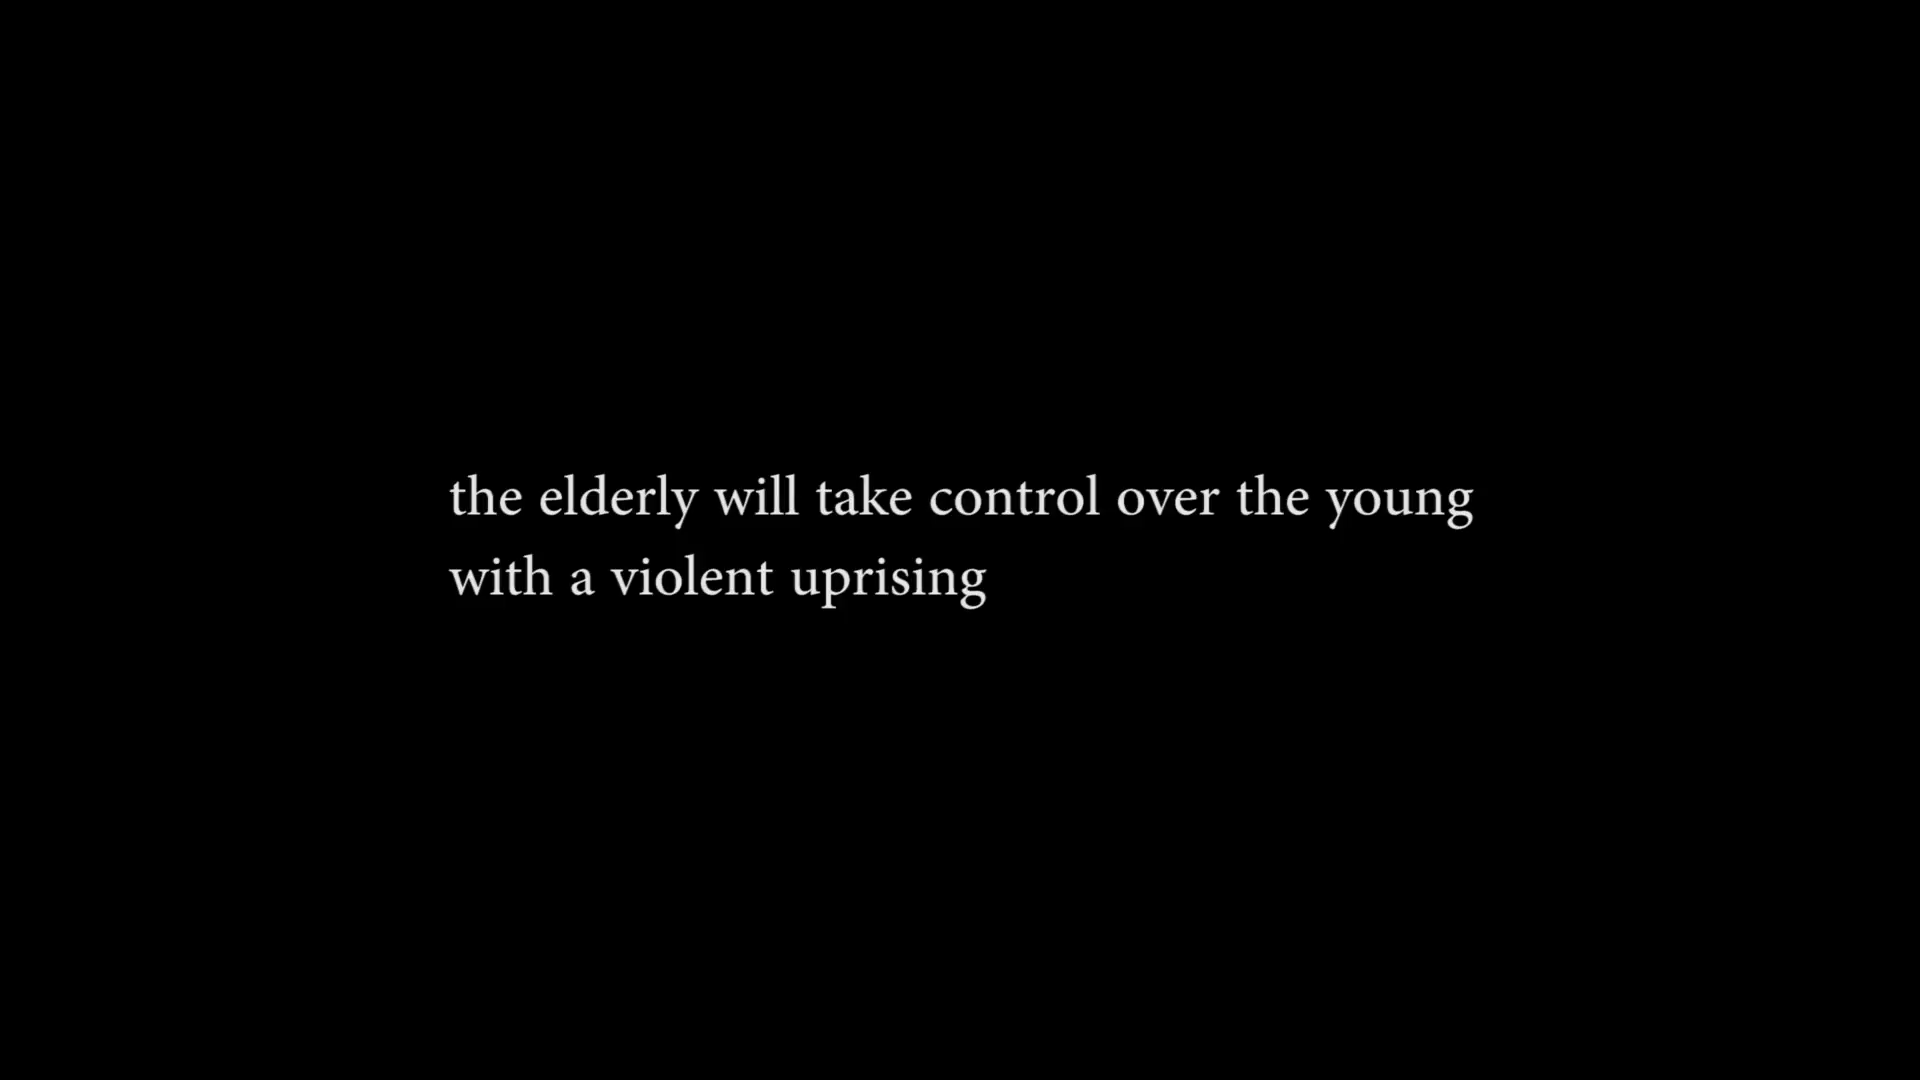 the elderly will take control over the young
with a violent uprising